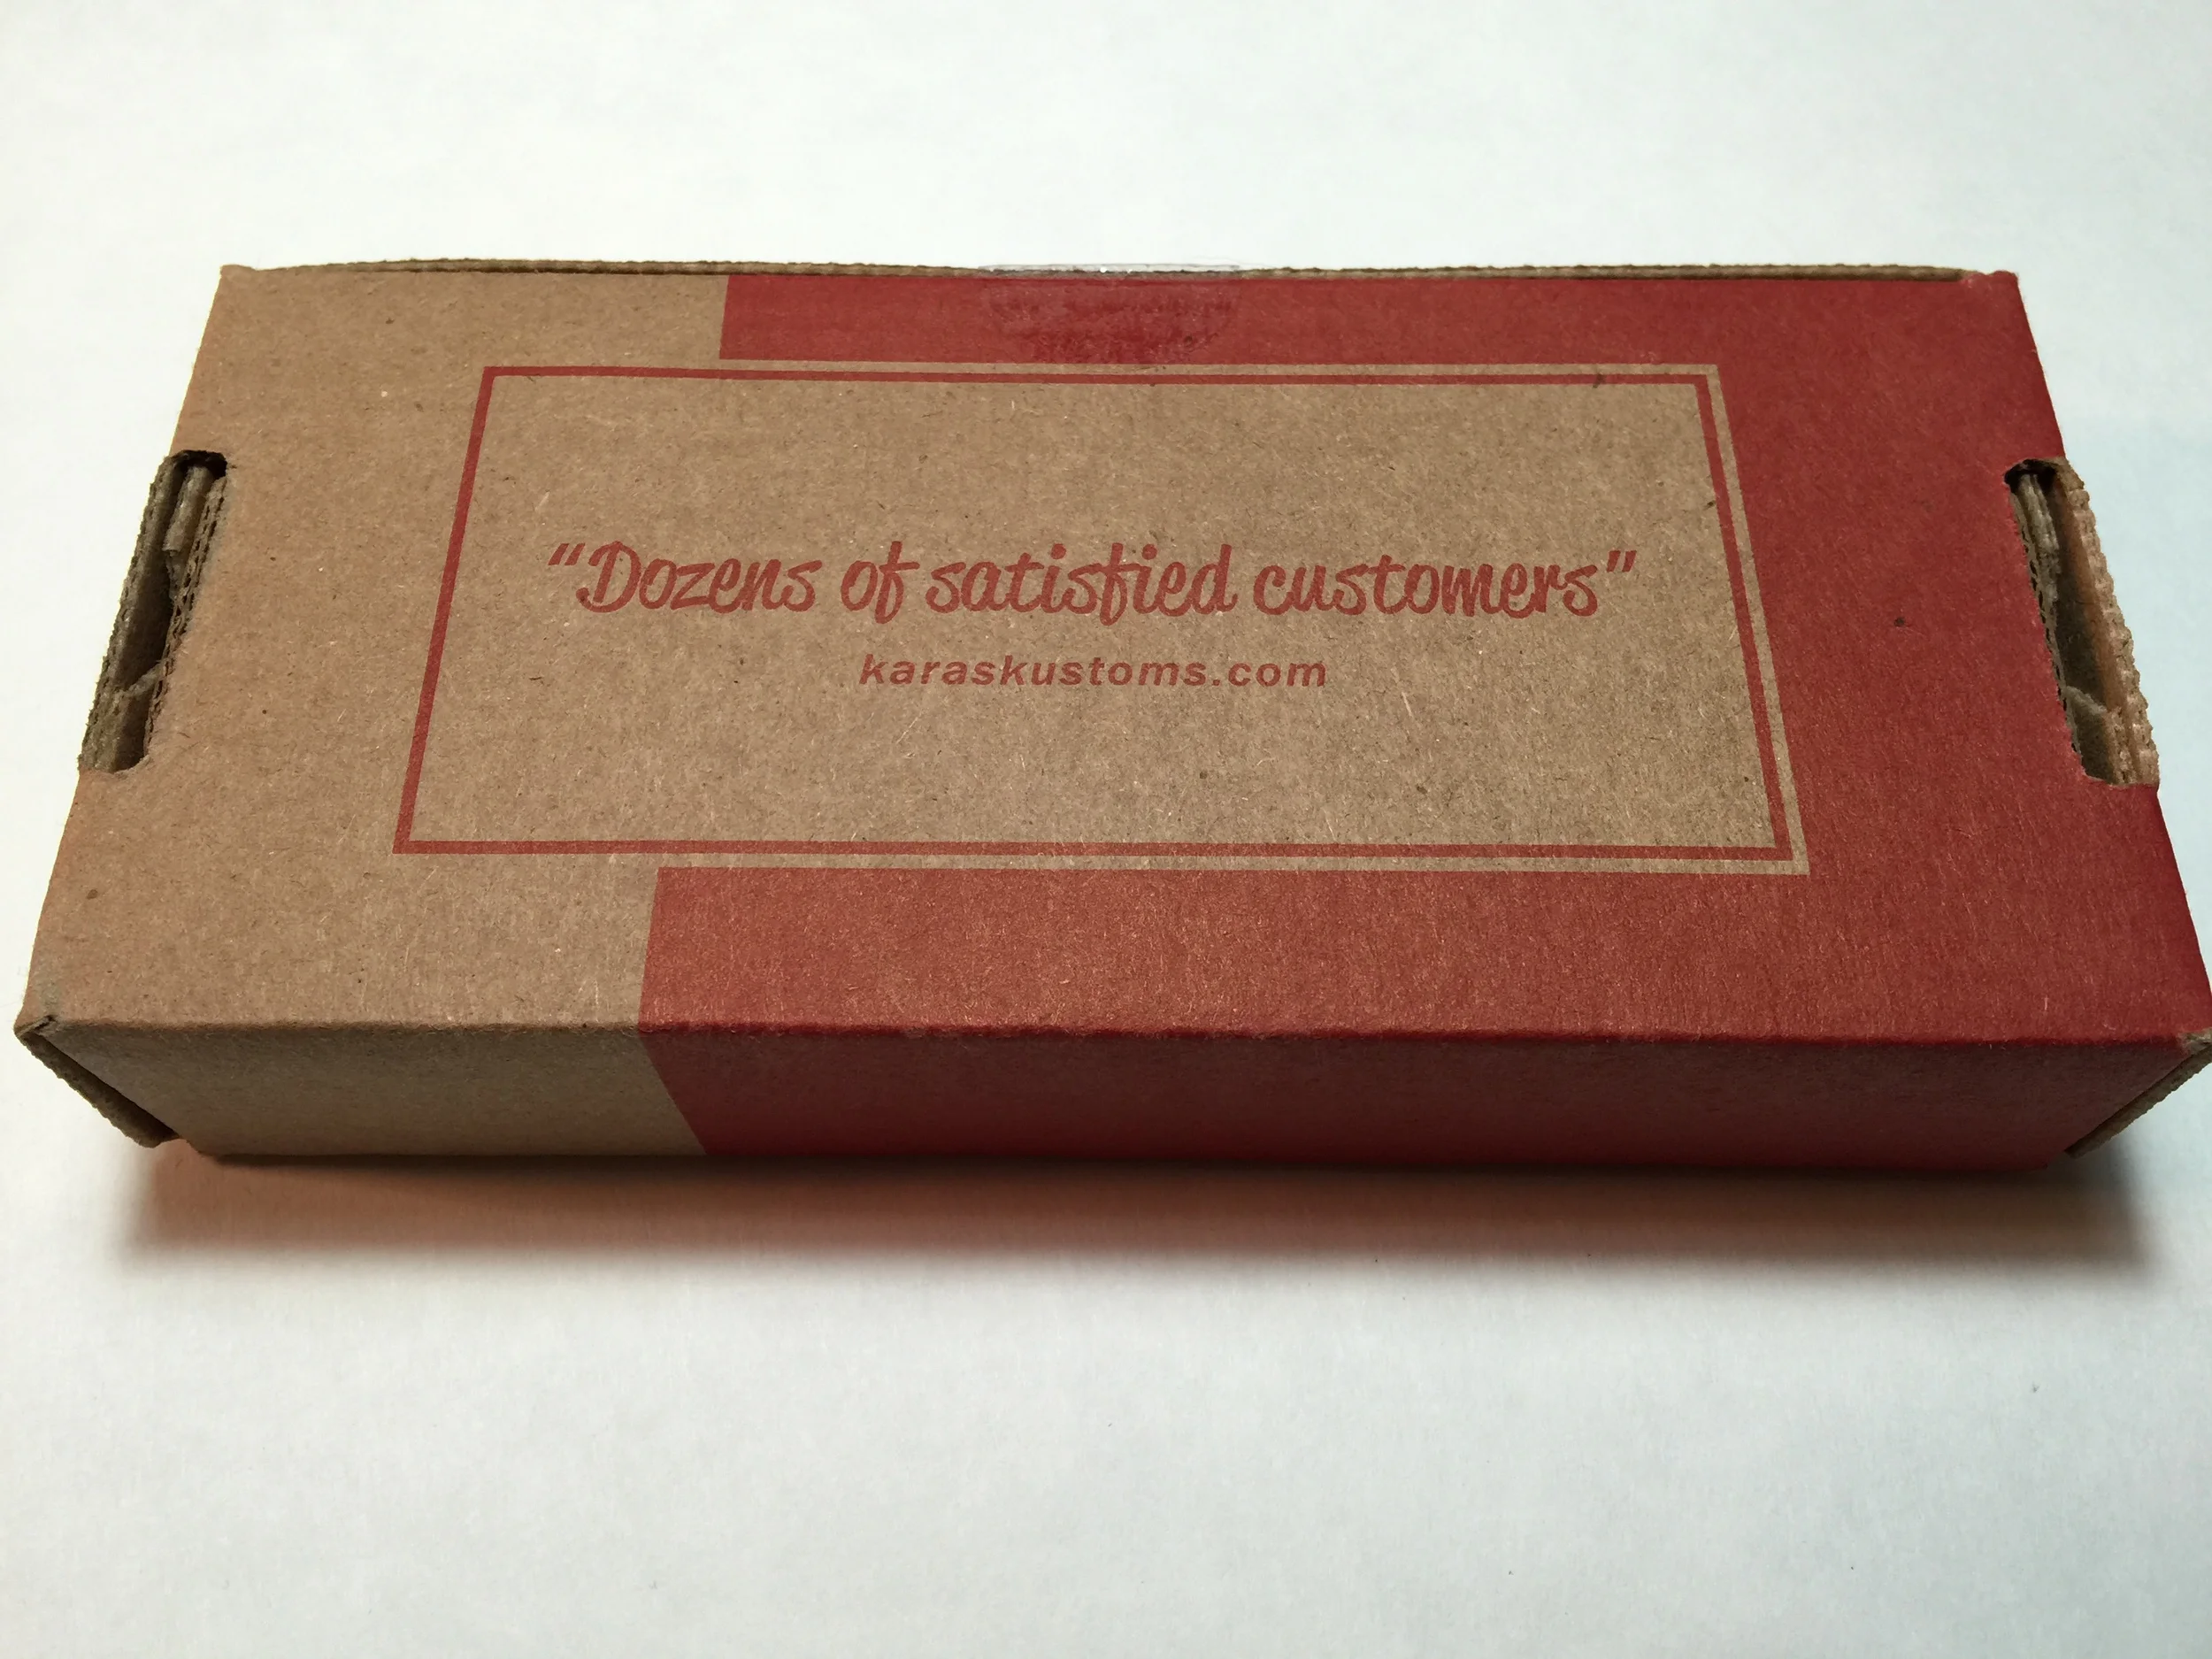 “Dozens of satisfied customers”
karaskustoms.com